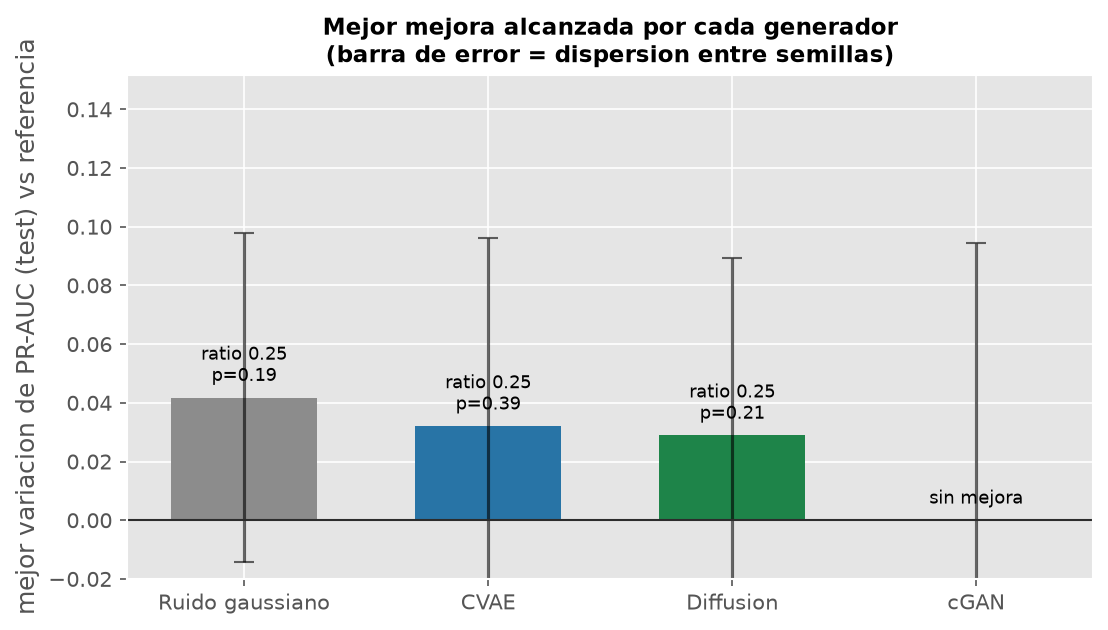 Mejor mejora alcanzada por cada generador
(barra de error = dispersion entre semillas)
mejor variacion de PR-AUC (test) vs referencia
0.14
0.12
0.10
0.08
0.06
0.04
0.02
0.00
−0.02
ratio 0.25
p=0.19
ratio 0.25
p=0.39
ratio 0.25
p=0.21
sin mejora
Ruido gaussiano
CVAE
Diffusion
cGAN